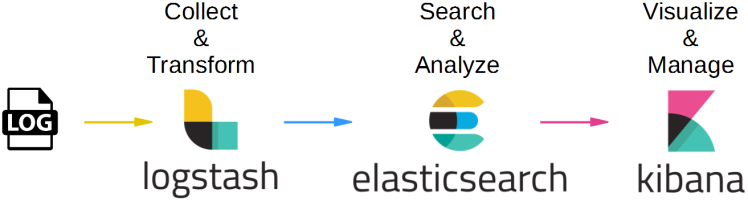 Collect
&
Transform
Search
&
Analyze
Visualize
&
Manage
LOG
logstash
elasticsearch
kibana